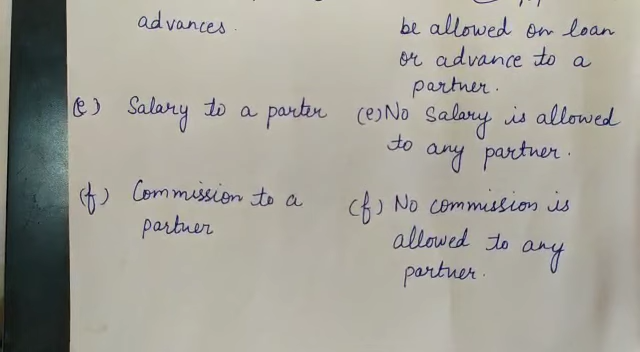 advances.
(e) Salary to a parter
(f) Commission to a
partner
be allowed on loan
or advance to a
partner.
(e) No Salary is allowed
to any partner.
(f) No commission is
allowed to any
partner.